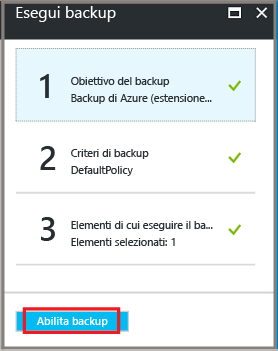 Esegui backup
1
Obiettivo del backup
Backup di Azure (estensione...
2
Criteri di backup
DefaultPolicy
3
Elementi di cui eseguire il ba...
Elementi selezionati: 1
Abilita backup